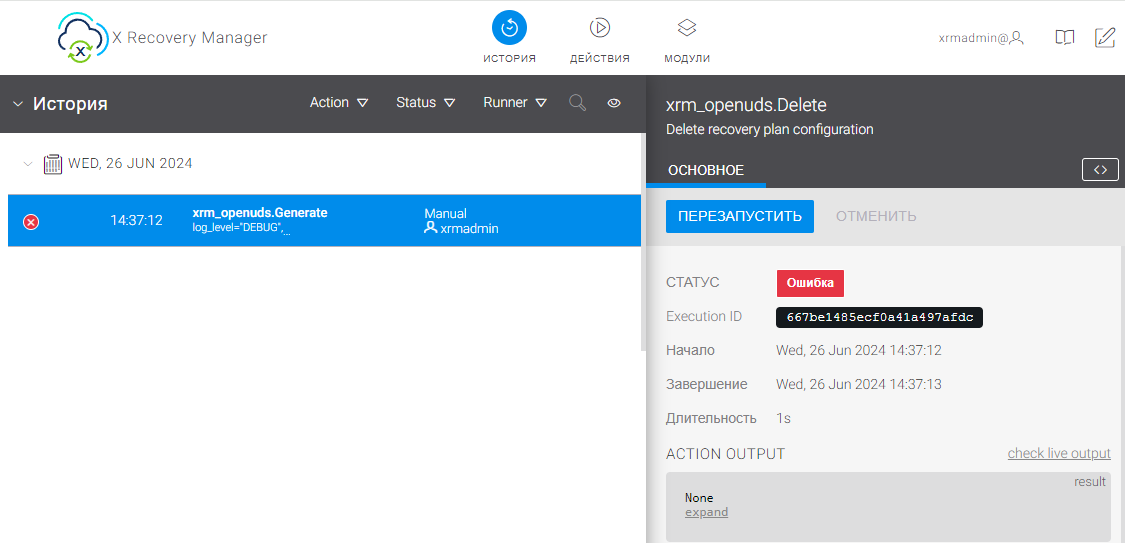 X Recovery Manager
ИСТОРИЯ
ДЕЙСТВИЯ
МОДУЛИ
xrmadmin@
История
Action
Status
Runner
WED, 26 JUN 2024
14:37:12
xrm_openuds.Generate
log_level="DEBUG",...
Manual
xrmadmin
xrm_openuds.Delete
Delete recovery plan configuration
ОСНОВНОЕ
<>
ПЕРЕЗАПУСТИТЬ
ОТМЕНИТЬ
СТАТУС
Ошибка
Execution ID
667be1485ecf0a41a497afdc
Начало
Wed, 26 Jun 2024 14:37:12
Завершение
Wed, 26 Jun 2024 14:37:13
Длительность
1s
ACTION OUTPUT
check live output
result
None
expand